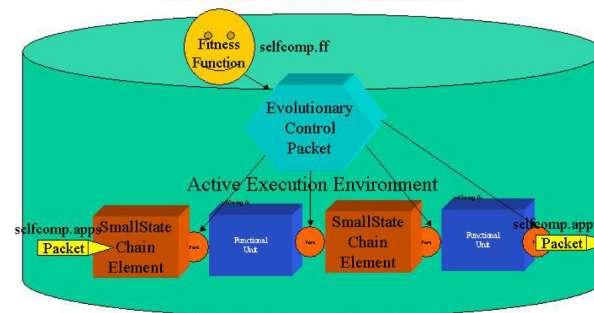 Fitness
Function
selfcomp.ff
Evolutionary
Control
Packet
Active Execution Environment
selfcomp.apps
Packet
SmallState
Chain
Element
Functional
Unit
SmallState
Chain
Element
Functional
Unit
selfcomp.app
Packet